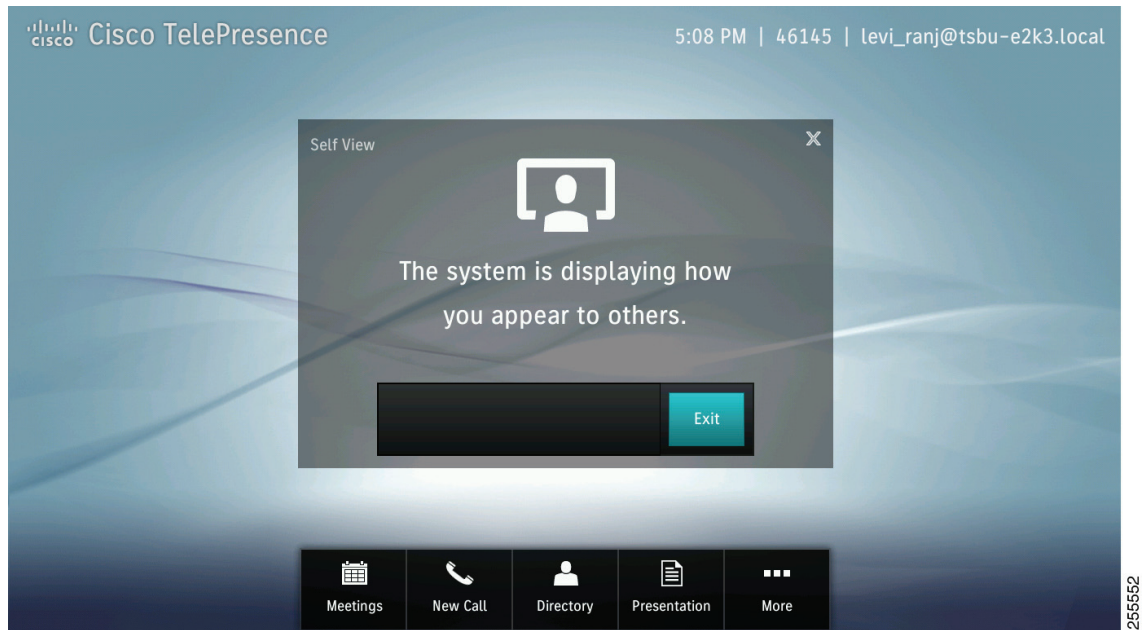 cisco Cisco TelePresence
5:08 PM | 46145 | levi_ranj@tsbu-e2k3.local
Self View
X
The system is displaying how
you appear to others.
Exit
Meetings New Call Directory Presentation More
255552